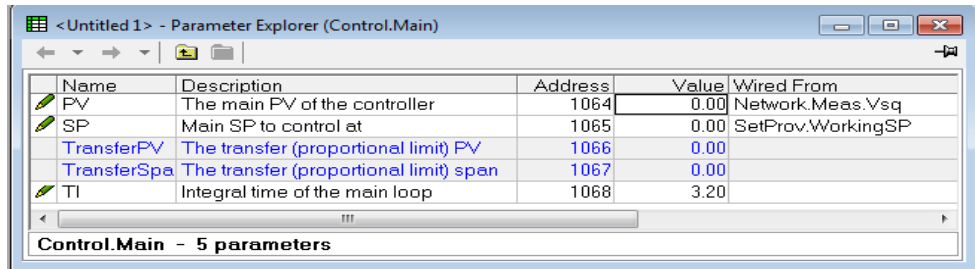 <Untitled 1> - Parameter Explorer (Control.Main)
Name Description Address Value Wired From
PV The main PV of the controller 1064 0.00 Network.Meas.Vsq
SP Main SP to control at 1065 0.00 SetProv.WorkingSP
TransferPV The transfer (proportional limit) PV 1066 0.00
TransferSpa The transfer (proportional limit) span 1067 0.00
TI Integral time of the main loop 1068 3.20
Control.Main - 5 parameters